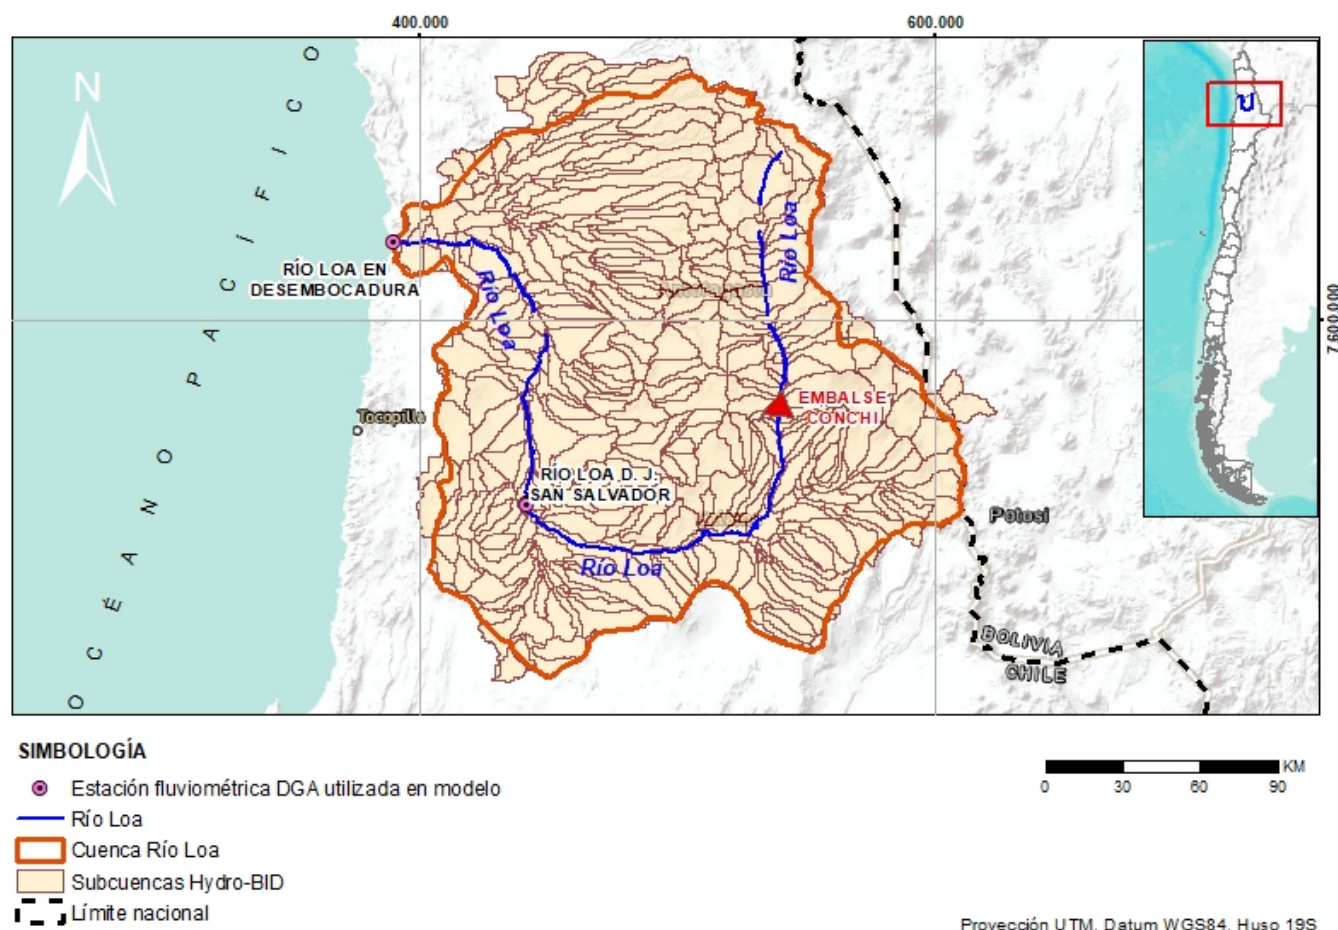 400.000
600.000
7.600.000
N
OCÉANO PACÍFICO
RÍO LOA EN
DESEMBOCADURA
Río Loa
Río Loa
Tocopilla
EMBALSE
CONCHI
RÍO LOA D. J.
SAN SALVADOR
Río Loa
Potosi
BOLIVIA
CHILE
SIMBOLOGÍA
Estación fluviométrica DGA utilizada en modelo
Río Loa
Cuenca Río Loa
Subcuencas Hydro-BID
Límite nacional
KM
0 30 60 90
Proyección UTM, Datum WGS84, Huso 19S